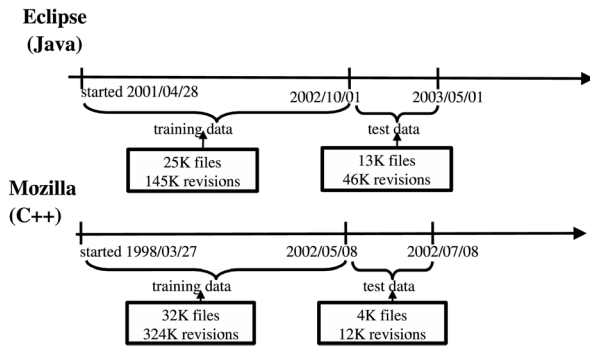 Eclipse
(Java)
started 2001/04/28
2002/10/01
2003/05/01
training data
test data
25K files
145K revisions
13K files
46K revisions
Mozilla
(C++)
started 1998/03/27
2002/05/08
2002/07/08
training data
test data
32K files
324K revisions
4K files
12K revisions